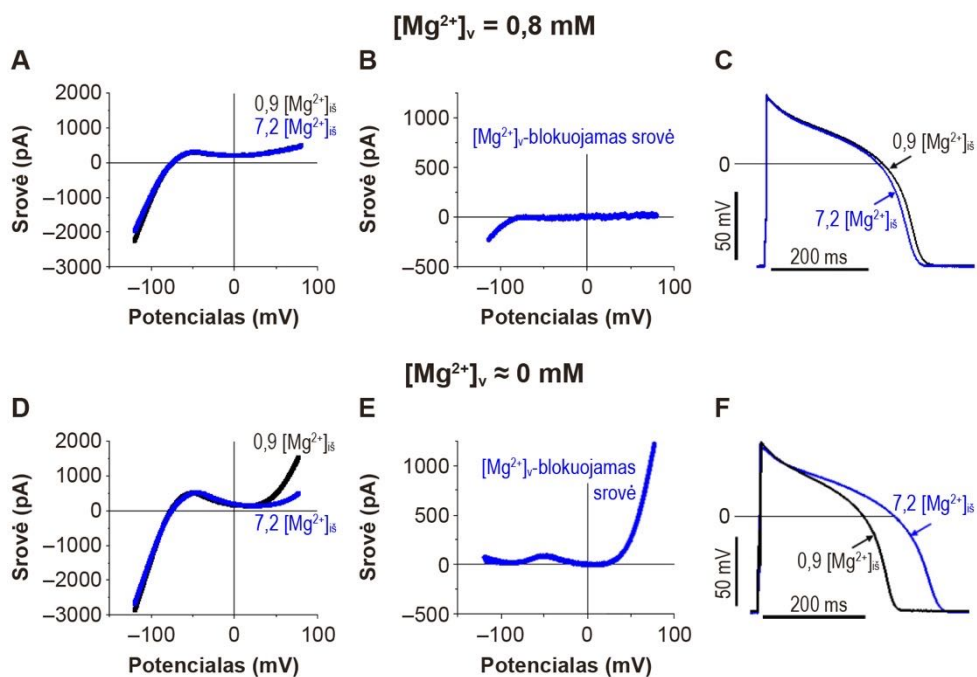 [Mg²⁺]ᵥ = 0,8 mM
A
Srovė (pA)
2000
1000
0
–1000
–2000
–3000
0,9 [Mg²⁺]iš
7,2 [Mg²⁺]iš
–100
0
100
Potencialas (mV)
B
Srovė (pA)
1000
500
0
–500
[Mg²⁺]ᵥ-blokuojamas srovė
–100
0
100
Potencialas (mV)
C
0
0,9 [Mg²⁺]iš
7,2 [Mg²⁺]iš
50 mV
200 ms
[Mg²⁺]ᵥ ≈ 0 mM
D
Srovė (pA)
2000
1000
0
–1000
–2000
–3000
0,9 [Mg²⁺]iš
7,2 [Mg²⁺]iš
–100
0
100
Potencialas (mV)
E
Srovė (pA)
1000
750
500
250
0
–500
[Mg²⁺]ᵥ-blokuojamas
srovė
–100
0
100
Potencialas (mV)
F
0
7,2 [Mg²⁺]iš
0,9 [Mg²⁺]iš
50 mV
200 ms